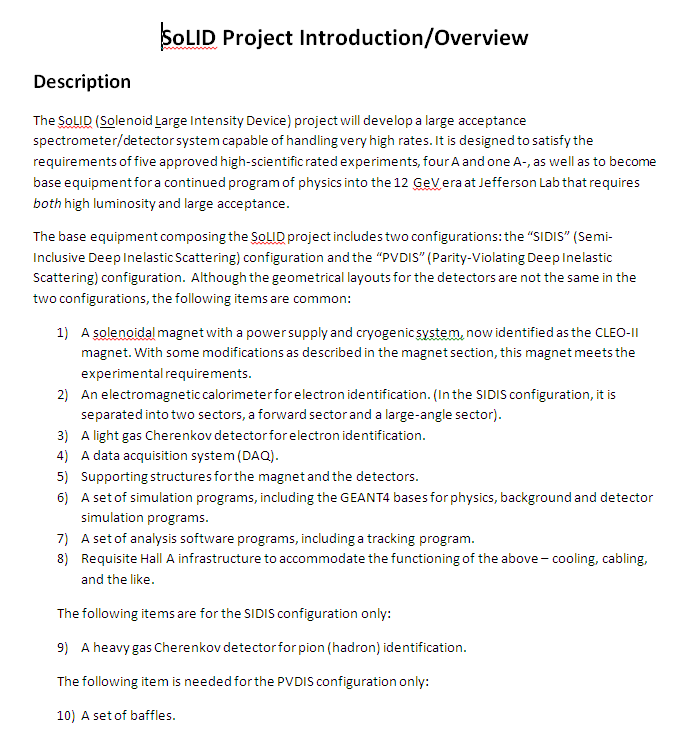 SoLID Project Introduction/Overview
Description
The SoLID (Solenoid Large Intensity Device) project will develop a large acceptance
spectrometer/detector system capable of handling very high rates. It is designed to satisfy the
requirements of five approved high-scientific rated experiments, four A and one A-, as well as to become
base equipment for a continued program of physics into the 12 GeV era at Jefferson Lab that requires
both high luminosity and large acceptance.
The base equipment composing the SoLID project includes two configurations: the “SIDIS” (Semi-
Inclusive Deep Inelastic Scattering) configuration and the “PVDIS” (Parity-Violating Deep Inelastic
Scattering) configuration. Although the geometrical layouts for the detectors are not the same in the
two configurations, the following items are common:
1) A solenoidal magnet with a power supply and cryogenic system, now identified as the CLEO-II
magnet. With some modifications as described in the magnet section, this magnet meets the
experimental requirements.
2) An electromagnetic calorimeter for electron identification. (In the SIDIS configuration, it is
separated into two sectors, a forward sector and a large-angle sector).
3) A light gas Cherenkov detector for electron identification.
4) A data acquisition system (DAQ).
5) Supporting structures for the magnet and the detectors.
6) A set of simulation programs, including the GEANT4 bases for physics, background and detector
simulation programs.
7) A set of analysis software programs, including a tracking program.
8) Requisite Hall A infrastructure to accommodate the functioning of the above – cooling, cabling,
and the like.
The following items are for the SIDIS configuration only:
9) A heavy gas Cherenkov detector for pion (hadron) identification.
The following item is needed for the PVDIS configuration only:
10) A set of baffles.